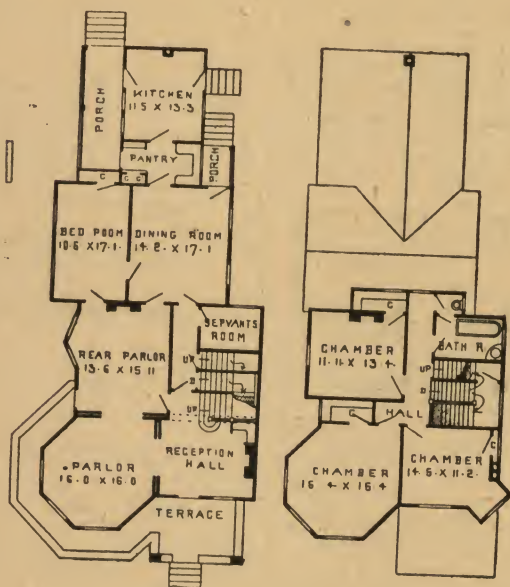 KITCHEN
11.5 X 13.3
PORCH
PANTRY
PORCH
C
C
C
BED ROOM
10.6 X 17.1.
DINING ROOM
14.2. X 17.1
SERVANTS
ROOM
REAR PARLOR
13.6 X 15.11
UP
D
UP
RECEPTION
HALL
PARLOR
16.0 X 16.0
TERRACE
C
CHAMBER
11.11 X 13.4
BATH R.
UP
D
HALL
C
C
CHAMBER
16.4 X 16.4
CHAMBER
14.5 X 11.2.